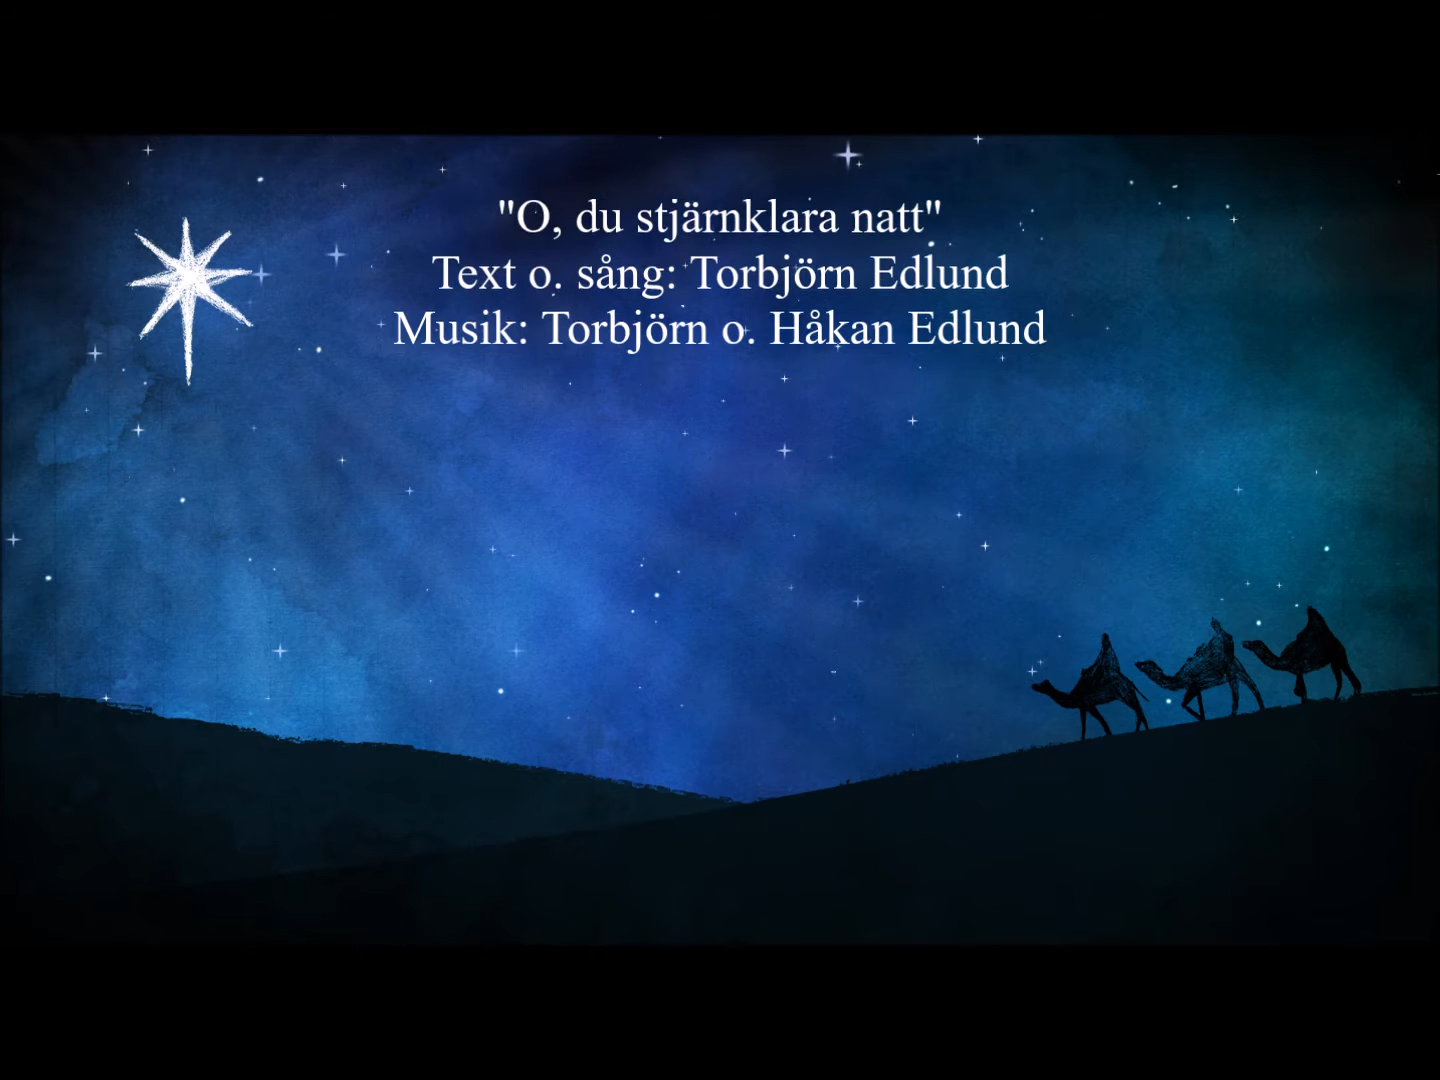 "O, du stjärnklara natt"
Text o. sång: Torbjörn Edlund
Musik: Torbjörn o. Håkan Edlund